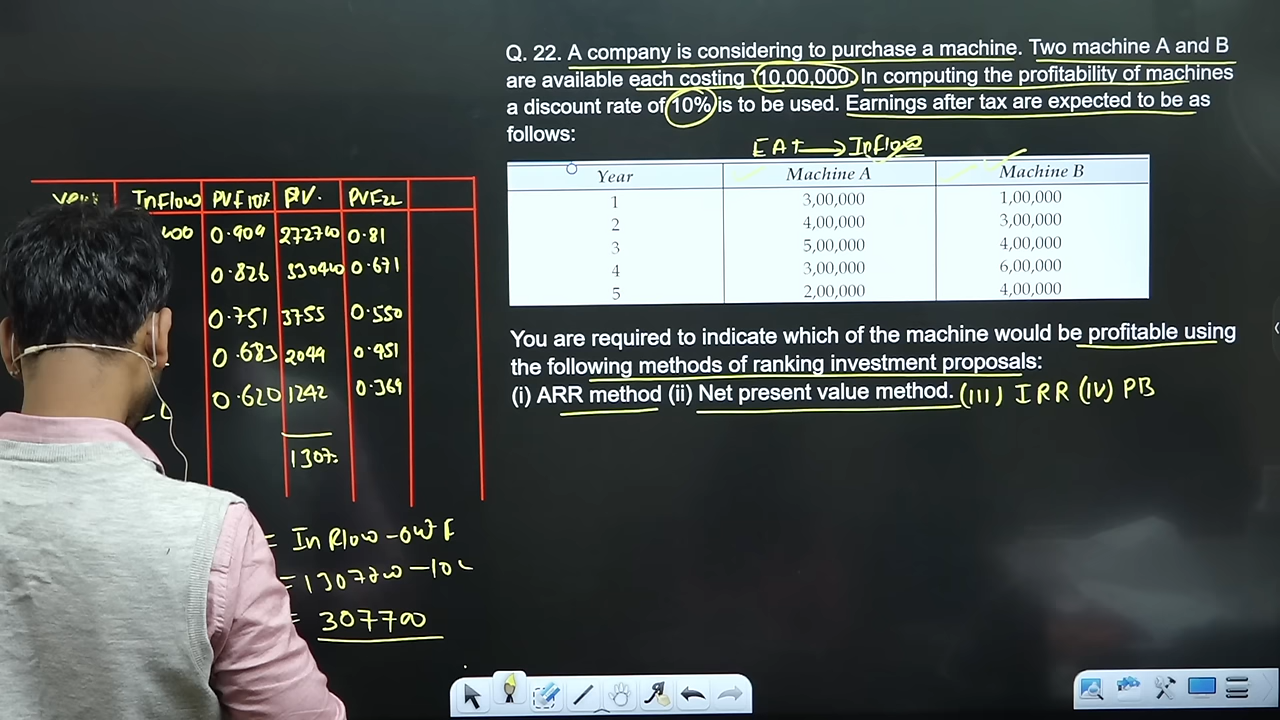 Q. 22. A company is considering to purchase a machine. Two machine A and B
are available each costing `10,00,000. In computing the profitability of machines
a discount rate of 10% is to be used. Earnings after tax are expected to be as
follows:
EAT → Inflow
Year Machine A Machine B
1 3,00,000 1,00,000
2 4,00,000 3,00,000
3 5,00,000 4,00,000
4 3,00,000 6,00,000
5 2,00,000 4,00,000
You are required to indicate which of the machine would be profitable using
the following methods of ranking investment proposals:
(i) ARR method (ii) Net present value method. (III) IRR (IV) PB
InFlow PVF10% PV.
0.909 272700 0.81
0.826 330400 0.671
0.751 3755 0.550
0.683 2049 0.451
0.620 1242 0.369
1307
= InFlow -
= 1307700 - 10
= 307700